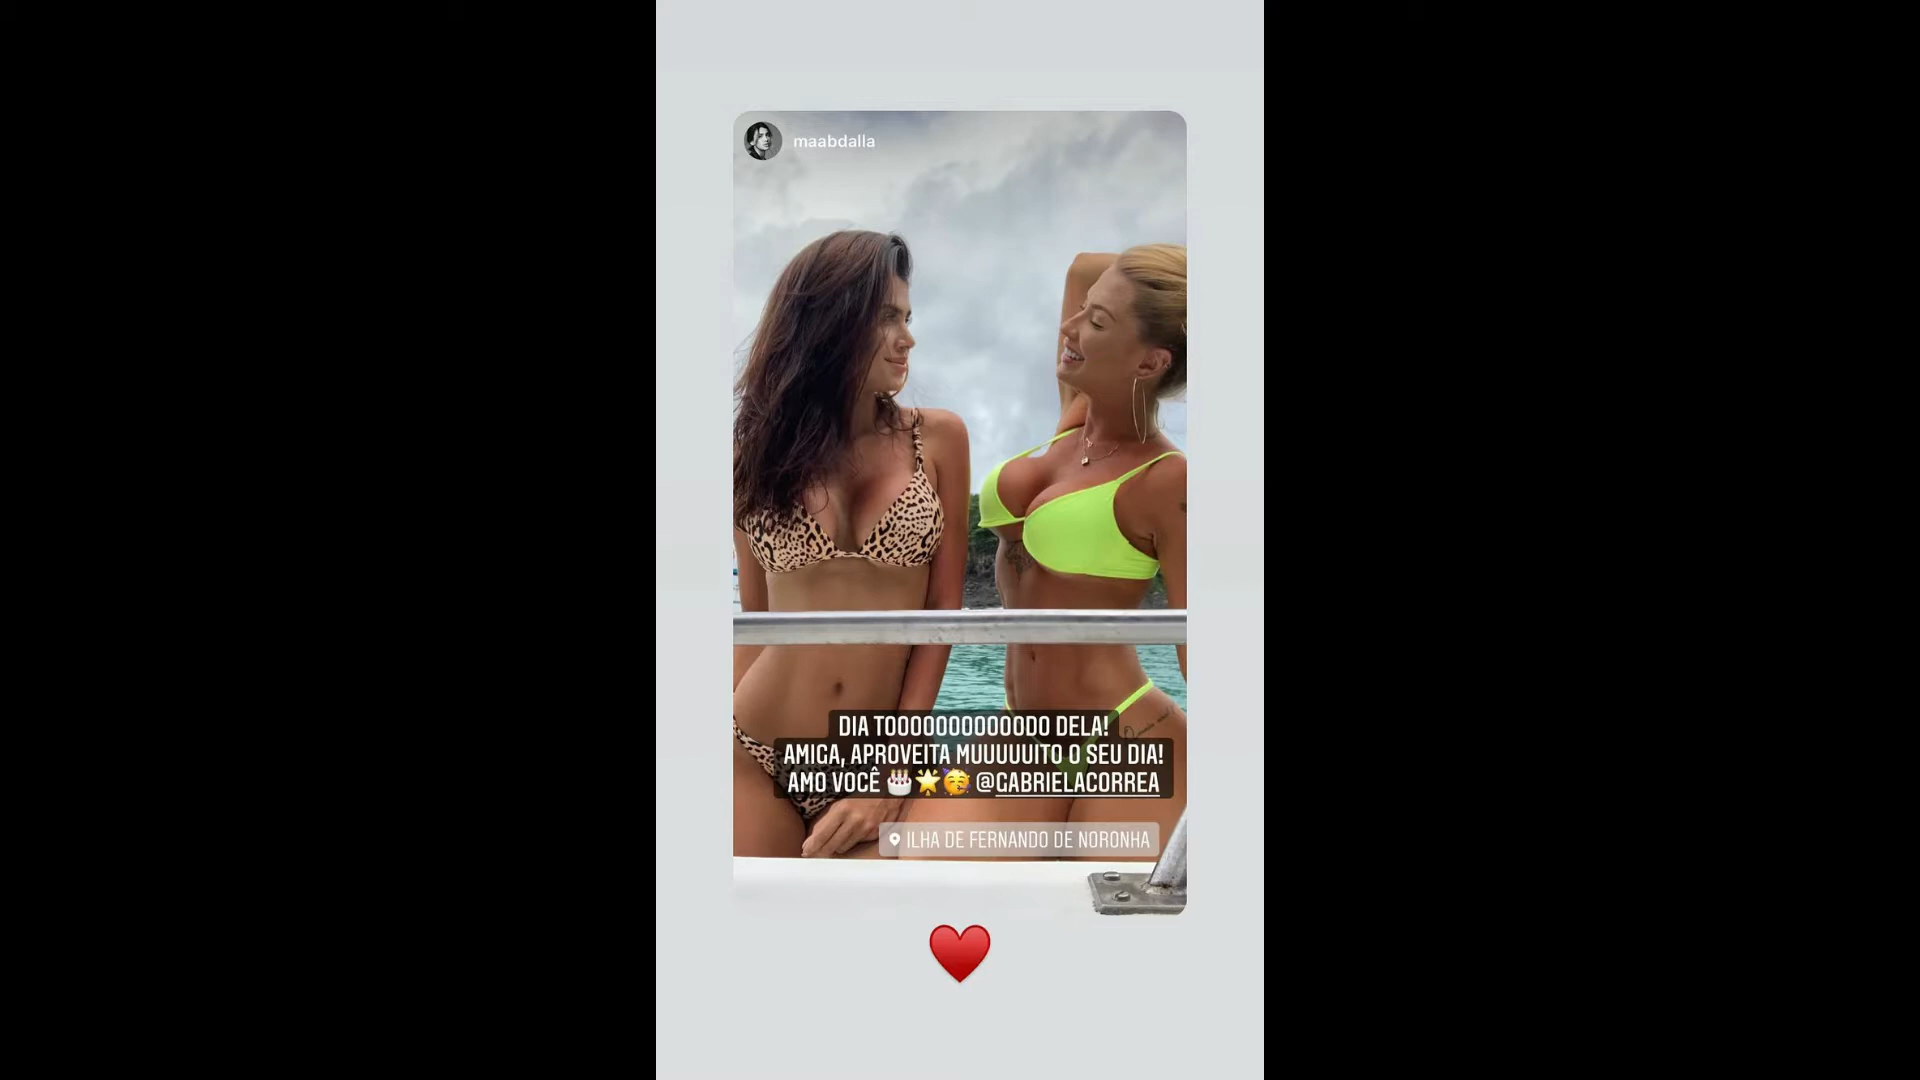 maabdalla
DIA TOOOOOOOOOOODO DELA!
AMIGA, APROVEITA MUUUUUITO O SEU DIA!
AMO VOCÊ 🎂🌟🥳 @GABRIELACORREA
ILHA DE FERNANDO DE NORONHA